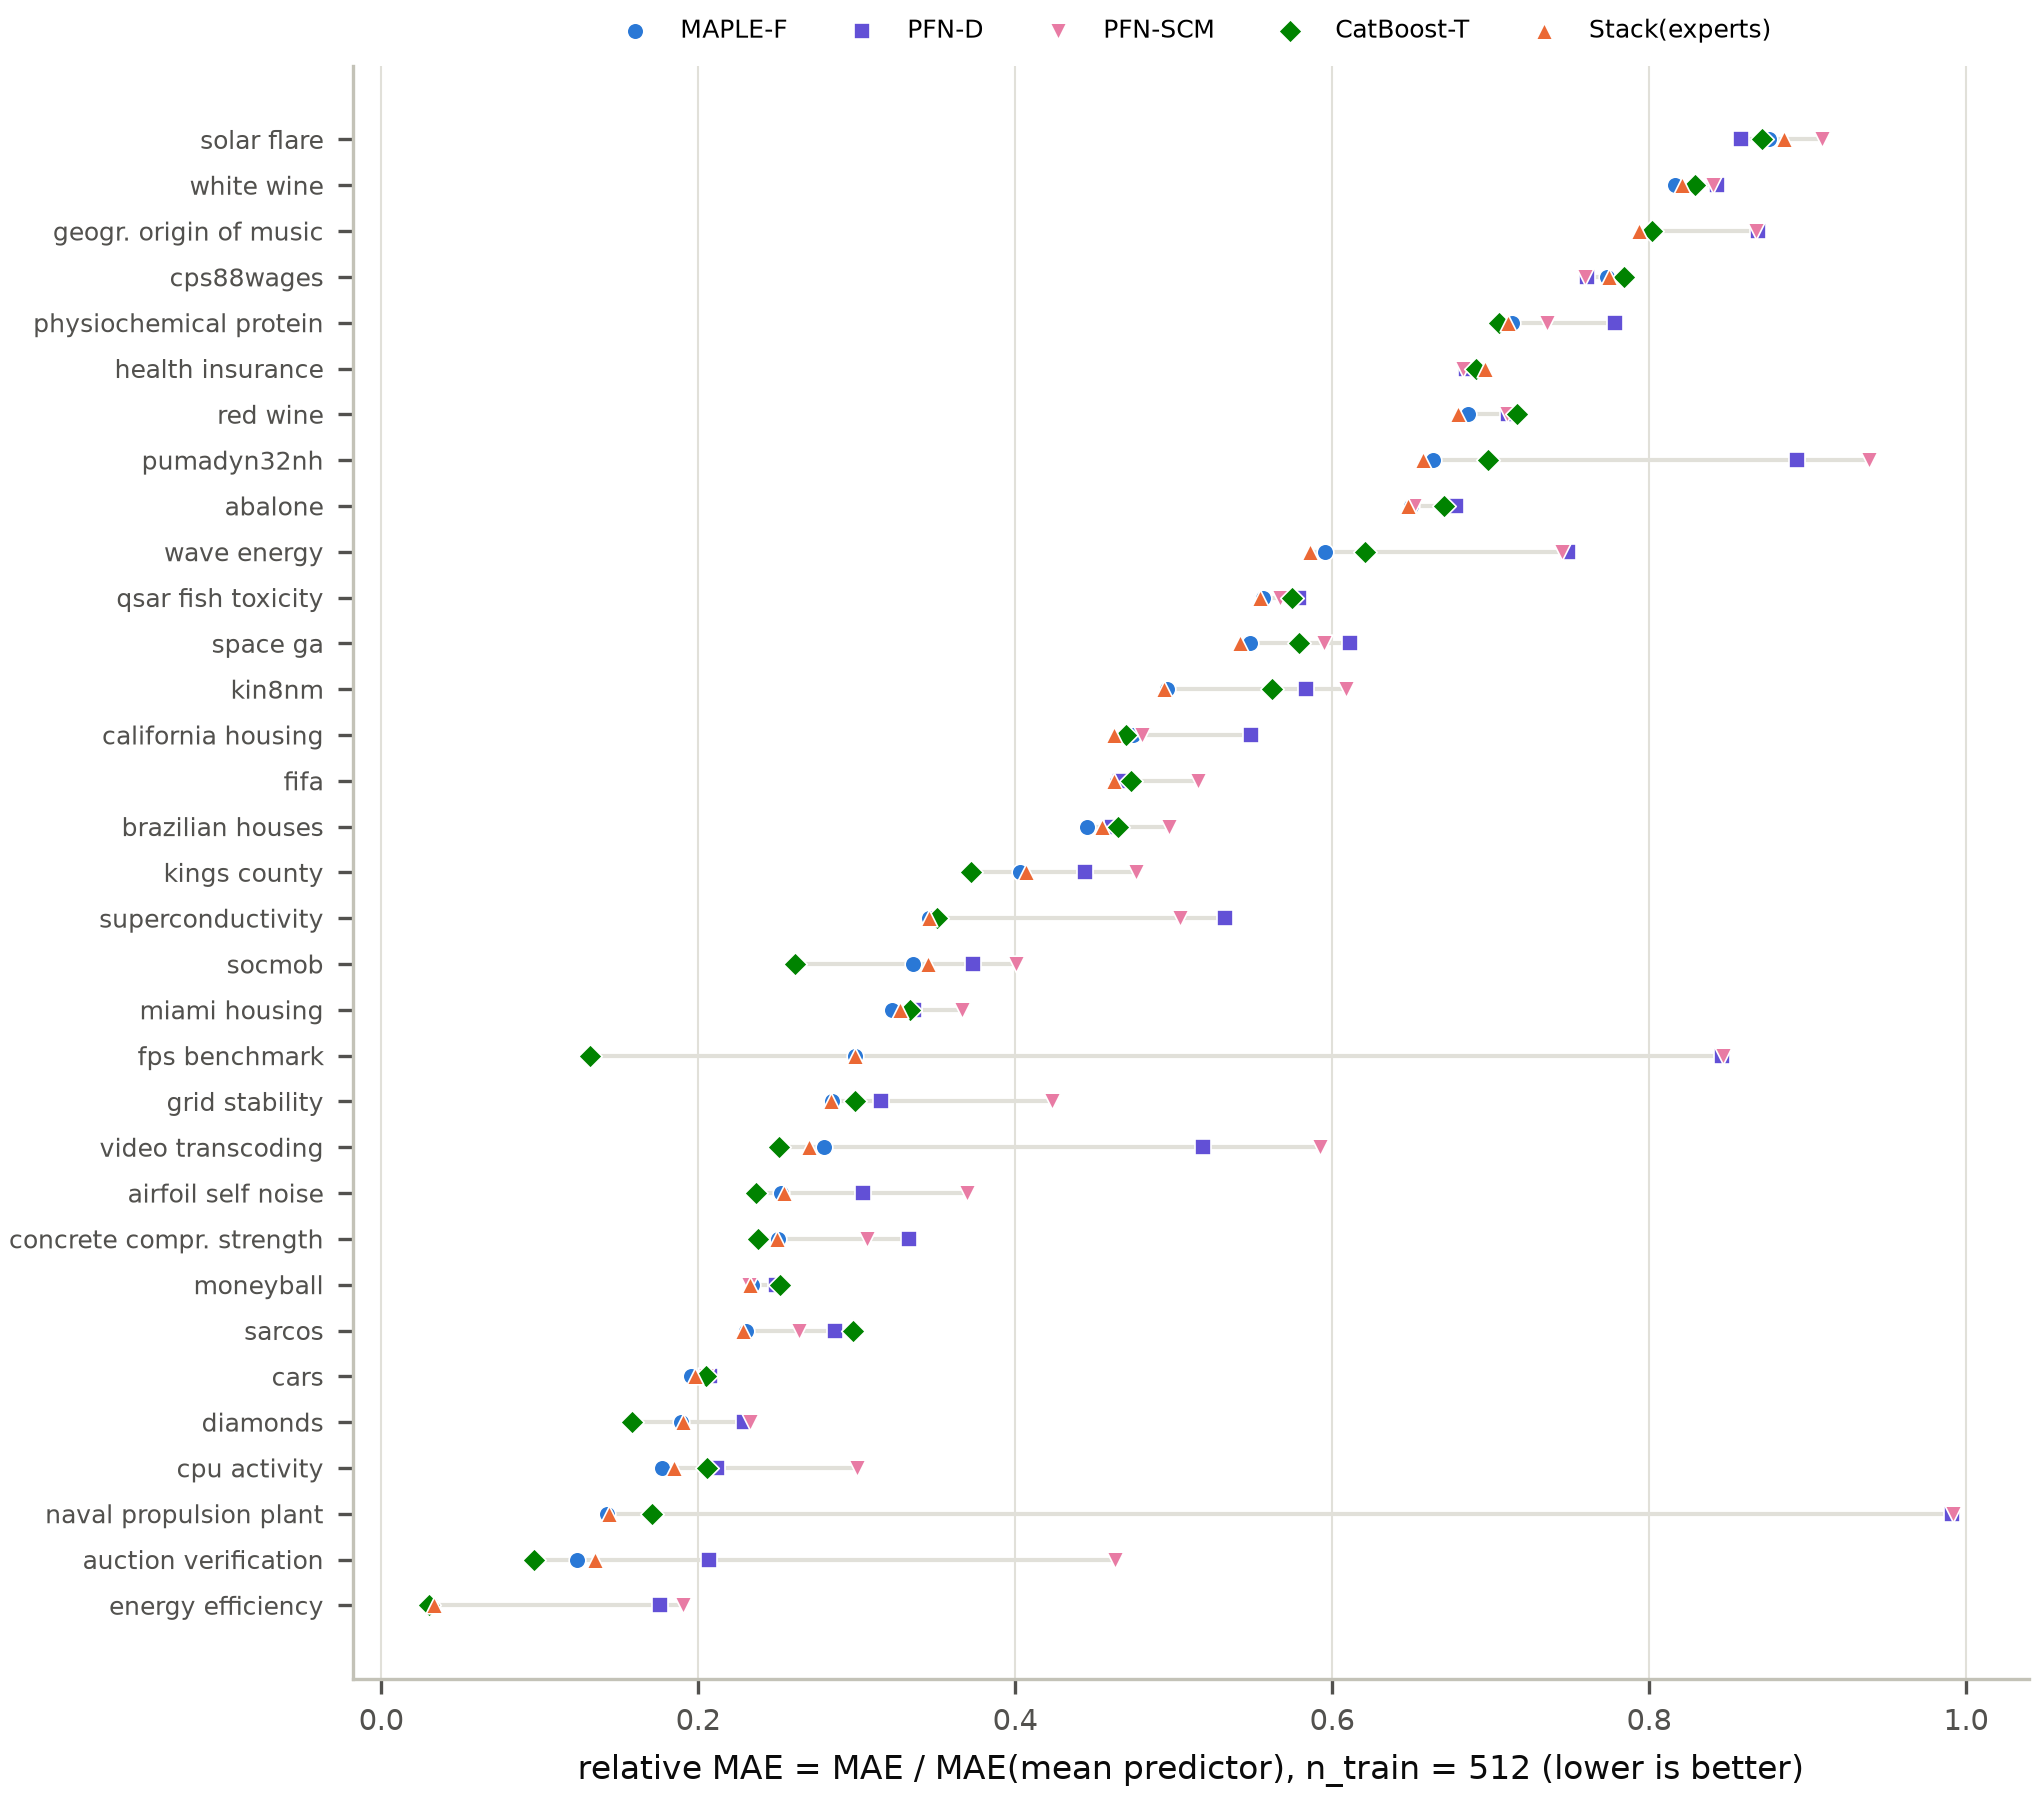 MAPLE-F PFN-D PFN-SCM CatBoost-T Stack(experts)
solar flare
white wine
geogr. origin of music
cps88wages
physiochemical protein
health insurance
red wine
pumadyn32nh
abalone
wave energy
qsar fish toxicity
space ga
kin8nm
california housing
fifa
brazilian houses
kings county
superconductivity
socmob
miami housing
fps benchmark
grid stability
video transcoding
airfoil self noise
concrete compr. strength
moneyball
sarcos
cars
diamonds
cpu activity
naval propulsion plant
auction verification
energy efficiency
0.0 0.2 0.4 0.6 0.8 1.0
relative MAE = MAE / MAE(mean predictor), n_train = 512 (lower is better)